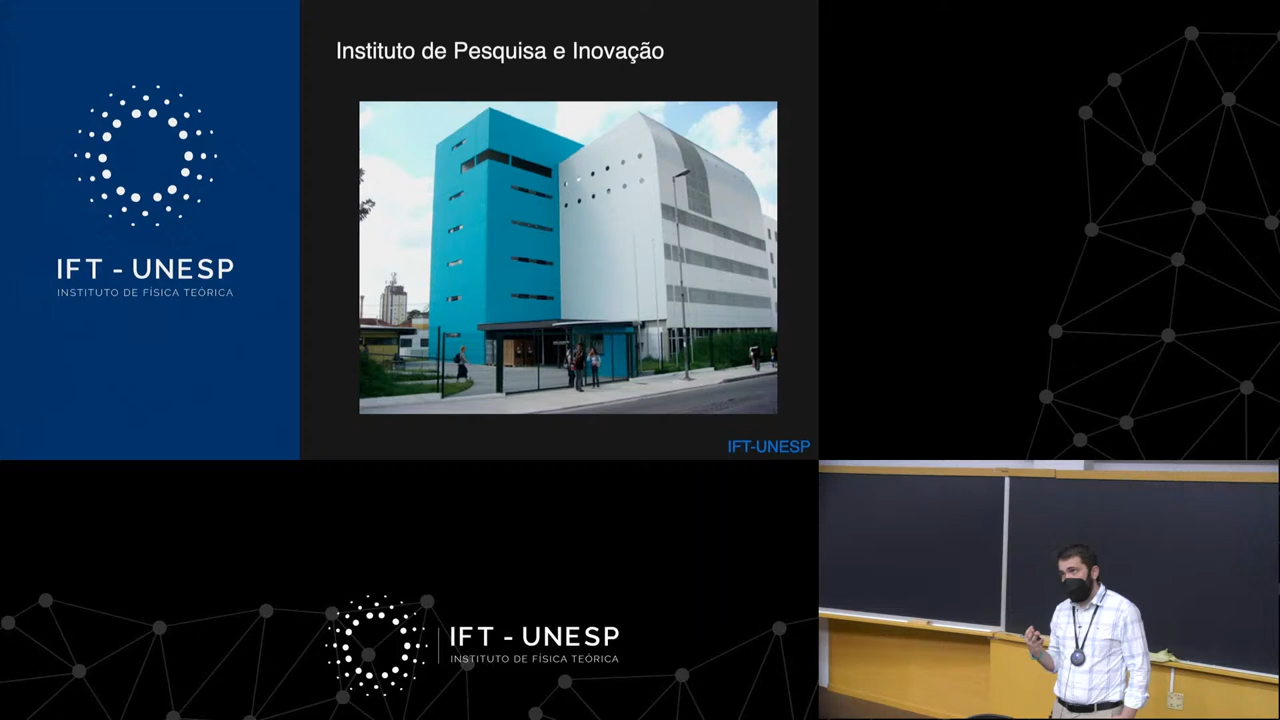 Instituto de Pesquisa e Inovação
IFT - UNESP
INSTITUTO DE FÍSICA TEÓRICA
IFT-UNESP
IFT - UNESP
INSTITUTO DE FÍSICA TEÓRICA